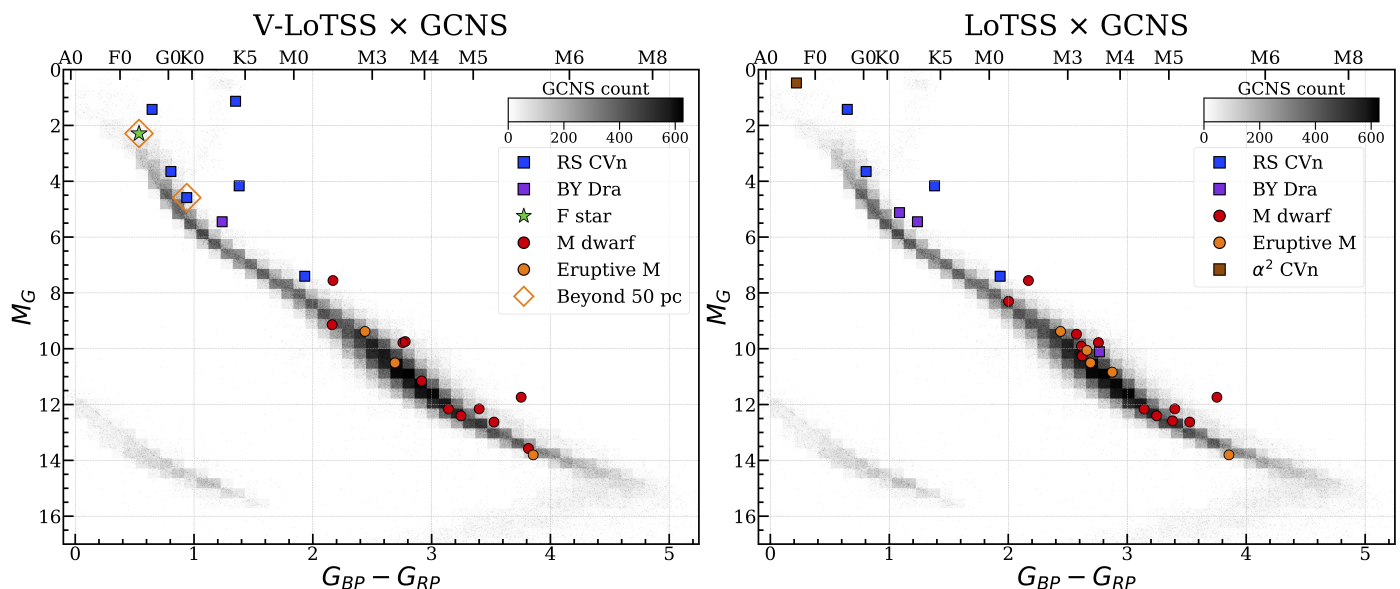 V-LoTSS × GCNS
A0 F0 G0 K0 K5 M0 M3 M4 M5 M6 M8
GCNS count
0 200 400 600
RS CVn
BY Dra
F star
M dwarf
Eruptive M
Beyond 50 pc
0
2
4
6
8
10
12
14
16
M_G
0 1 2 3 4 5
G_BP − G_RP
LoTSS × GCNS
A0 F0 G0 K0 K5 M0 M3 M4 M5 M6 M8
GCNS count
0 200 400 600
RS CVn
BY Dra
M dwarf
Eruptive M
α² CVn
0
2
4
6
8
10
12
14
16
M_G
0 1 2 3 4 5
G_BP − G_RP